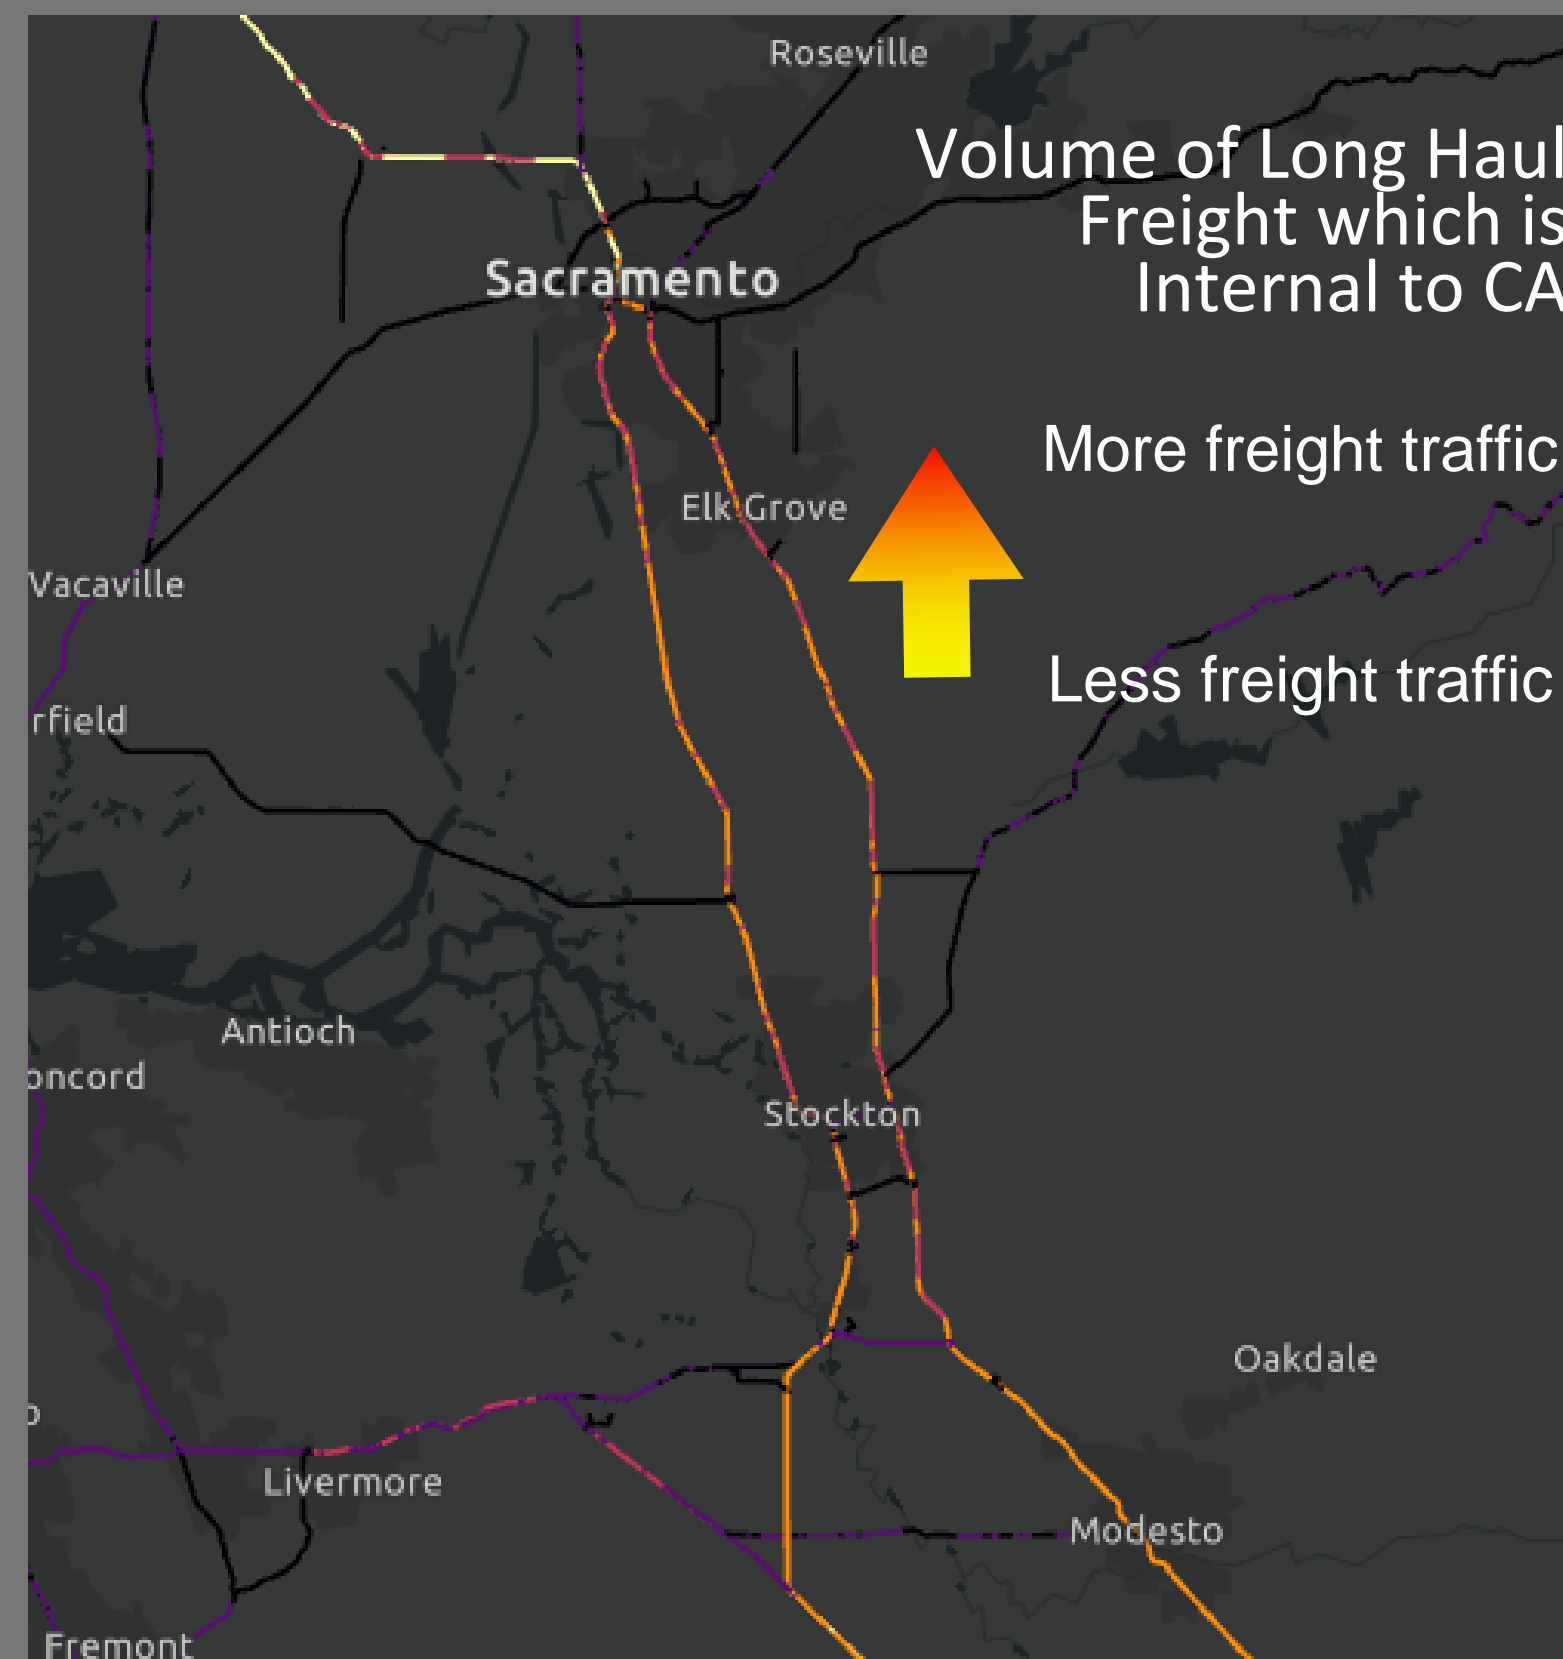 Roseville
Volume of Long Haul
Freight which is
Internal to CA
Sacramento
More freight traffic
Elk Grove
Vacaville
Less freight traffic
rfield
Antioch
oncord
Stockton
Oakdale
o
Livermore
Modesto
Fremont